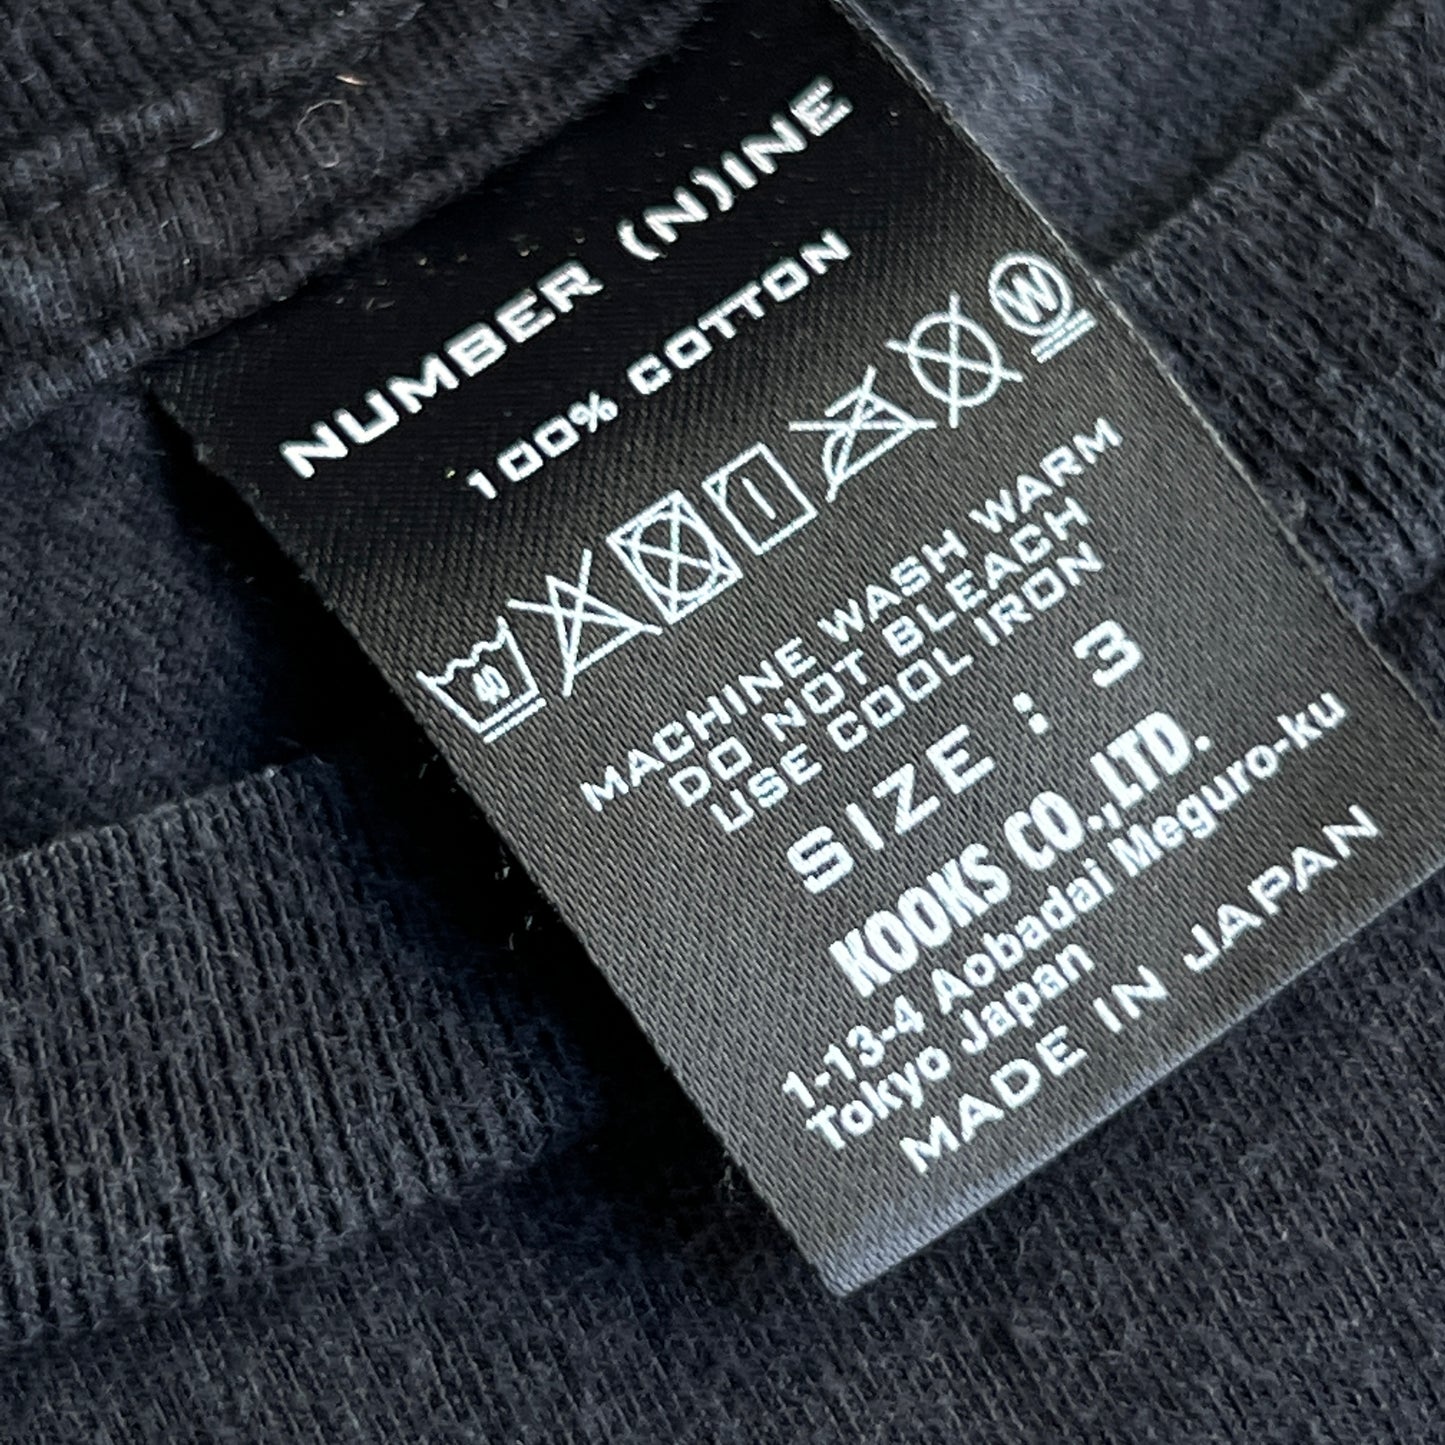 NUMBER (N)INE
100% COTTON
40 W
MACHINE WASH WARM
DO NOT BLEACH
USE COOL IRON
SIZE : 3
KOOKS CO.,LTD.
1-13-4 Aobadai Meguro-ku
Tokyo Japan
MADE IN JAPAN